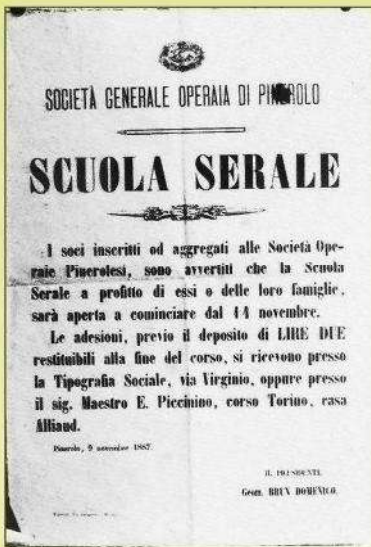 SOCIETÀ GENERALE OPERAIA DI PINEROLO
SCUOLA SERALE
I soci inscritti od aggregati alle Società Ope-
raie Pinerolesi, sono avvertiti che la Scuola
Serale a profitto di essi o delle loro famiglie,
sarà aperta a cominciare dal 14 novembre.
Le adesioni, previo il deposito di LIRE DUE
restituibili alla fine del corso, si ricevono presso
la Tipografia Sociale, via Virginio, oppure presso
il sig. Maestro E. Piccinino, corso Torino, casa
Alliaud.
Pinerolo, 9 novembre 1887.
IL PRESIDENTE
Geom. BRUN DOMENICO.